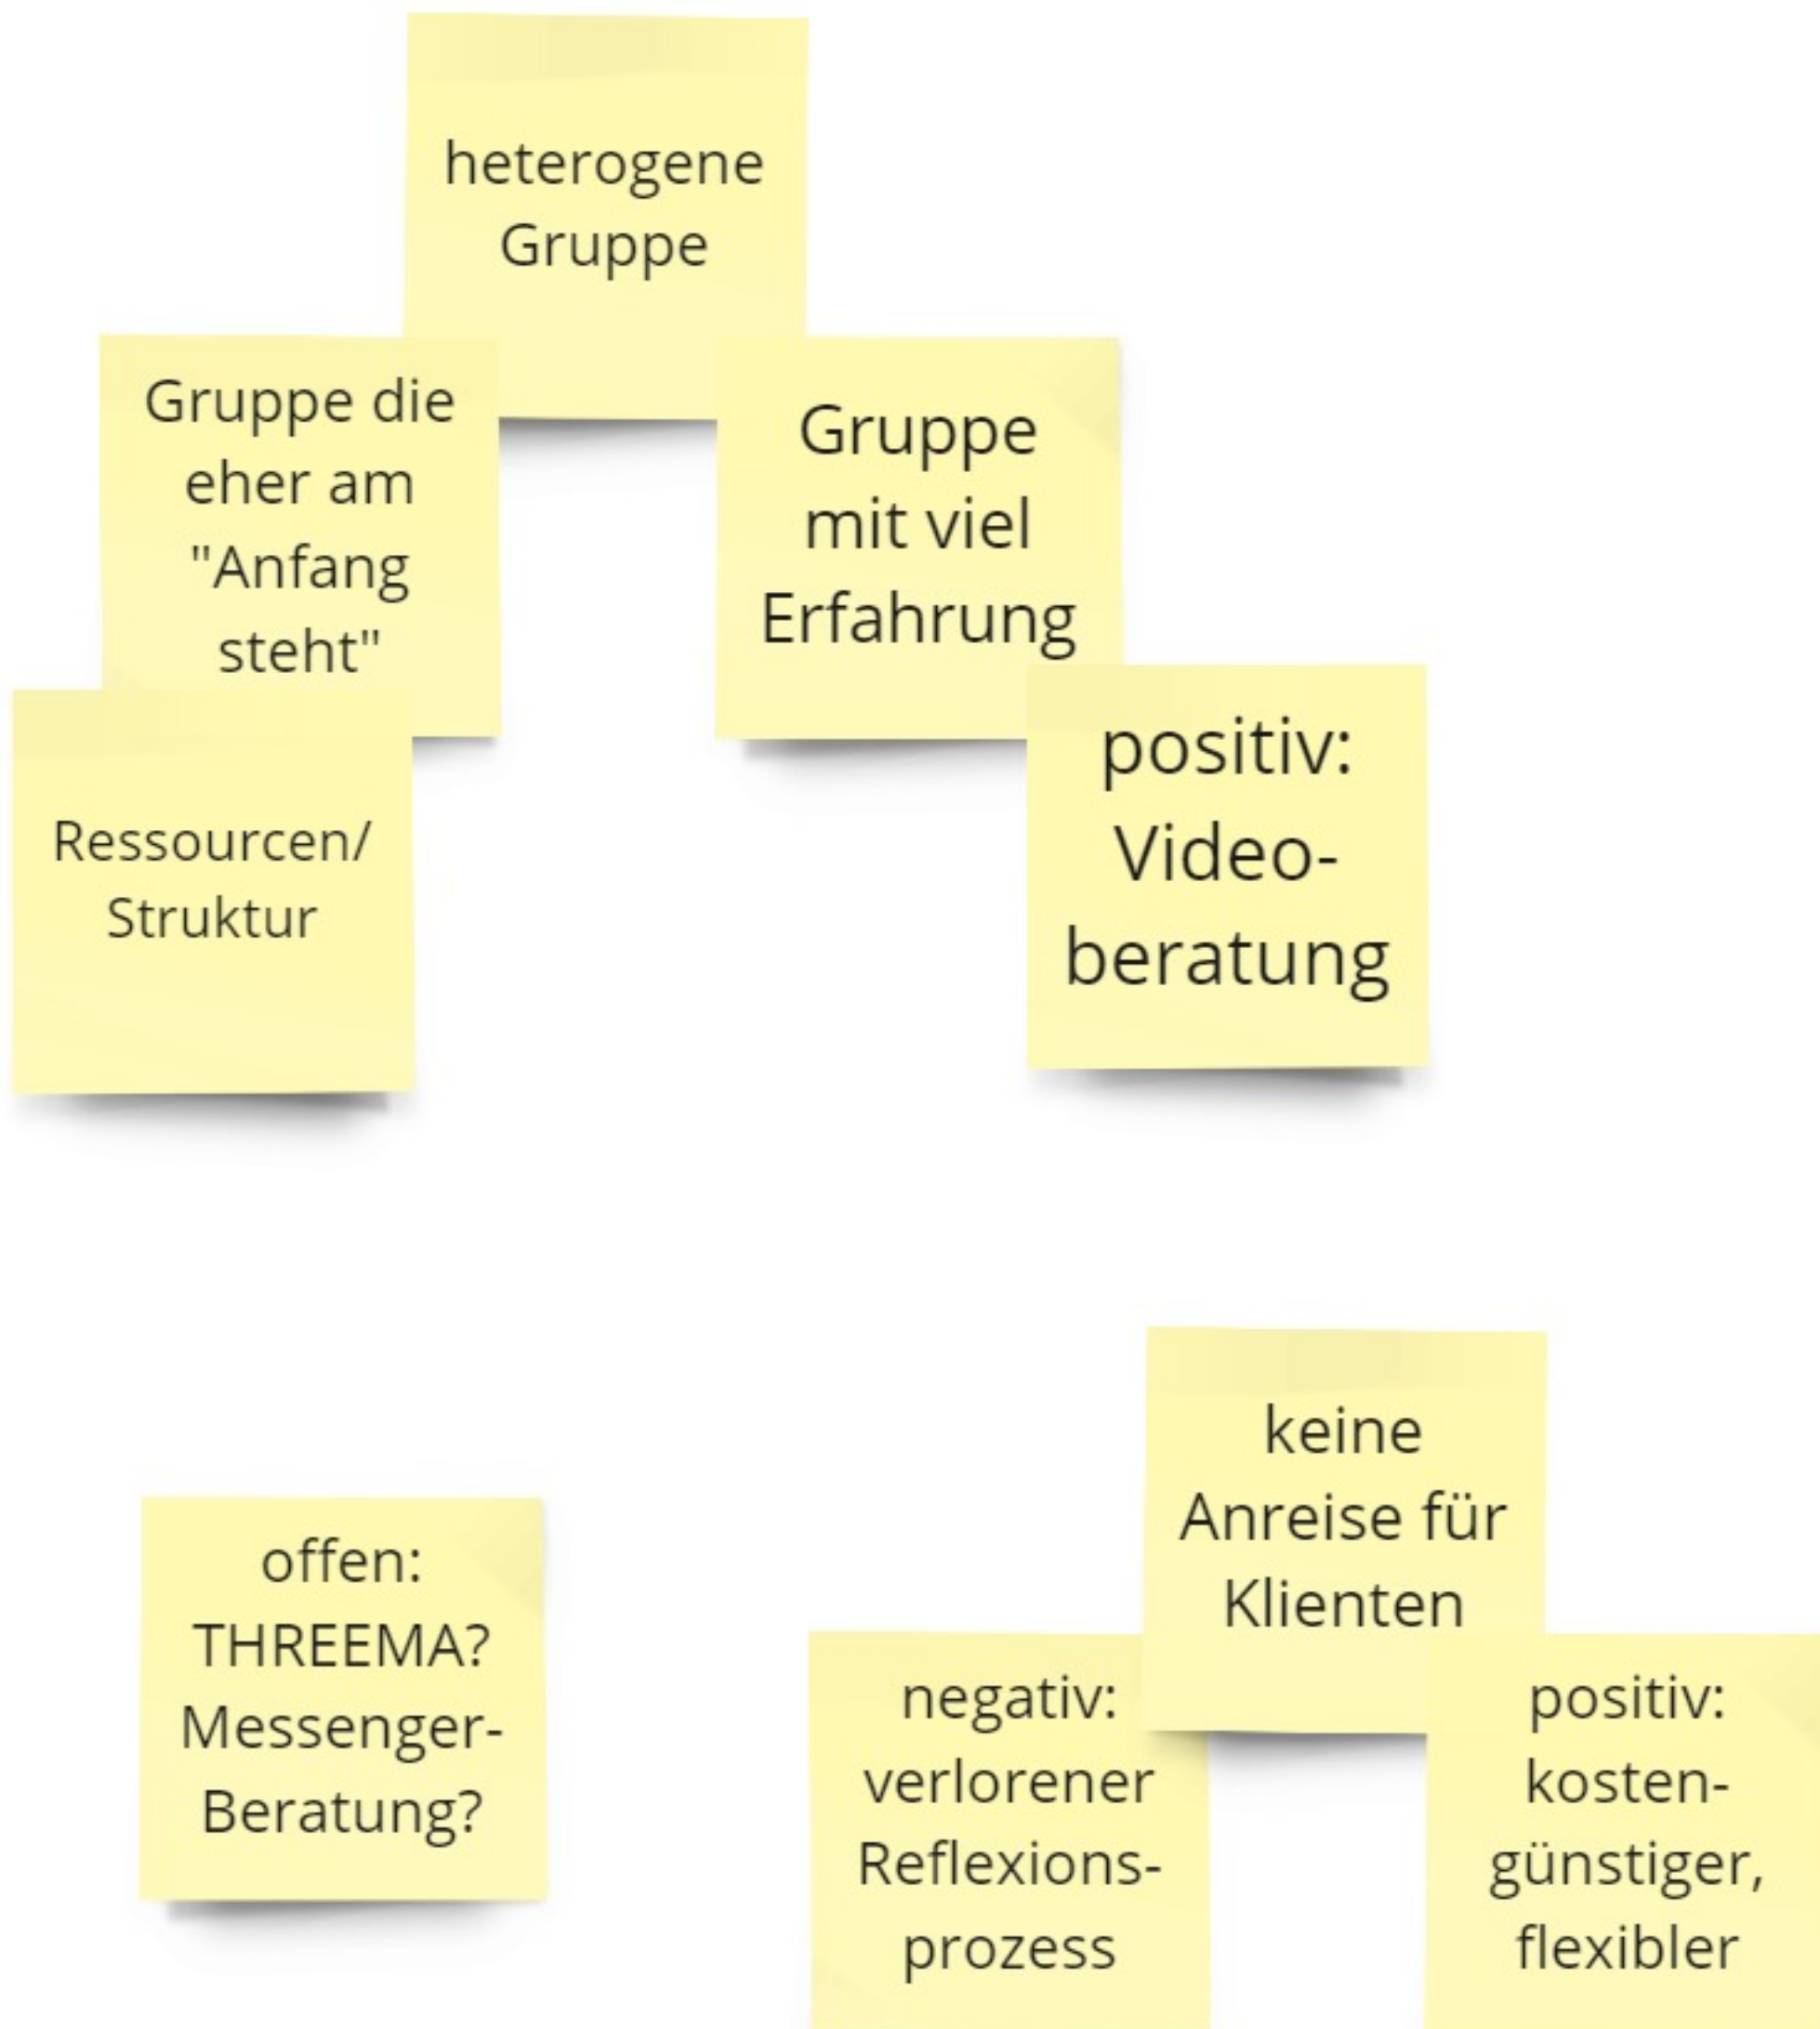 heterogene
Gruppe
Gruppe die
eher am
"Anfang
steht"
Gruppe
mit viel
Erfahrung
Ressourcen/
Struktur
positiv:
Video-
beratung
offen:
THREEMA?
Messenger-
Beratung?
keine
Anreise für
Klienten
negativ:
verlorener
Reflexions-
prozess
positiv:
kosten-
günstiger,
flexibler